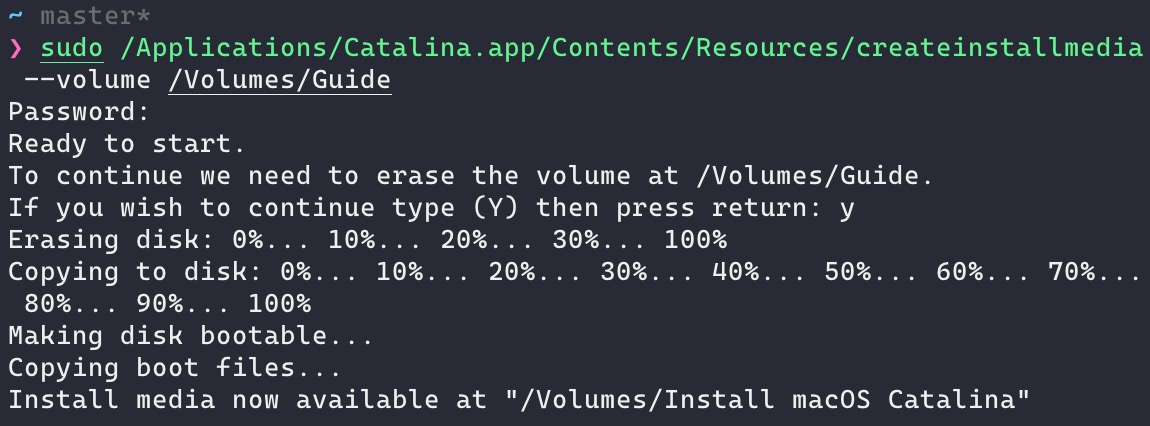 ~ master*
❯ sudo /Applications/Catalina.app/Contents/Resources/createinstallmedia
--volume /Volumes/Guide
Password:
Ready to start.
To continue we need to erase the volume at /Volumes/Guide.
If you wish to continue type (Y) then press return: y
Erasing disk: 0%... 10%... 20%... 30%... 100%
Copying to disk: 0%... 10%... 20%... 30%... 40%... 50%... 60%... 70%...
80%... 90%... 100%
Making disk bootable...
Copying boot files...
Install media now available at "/Volumes/Install macOS Catalina"